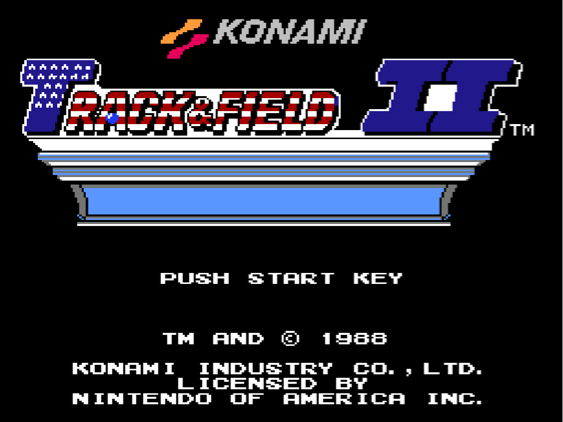 KONAMI
TRACK & FIELD II TM
PUSH START KEY
TM AND © 1988
KONAMI INDUSTRY CO.,LTD.
LICENSED BY
NINTENDO OF AMERICA INC.